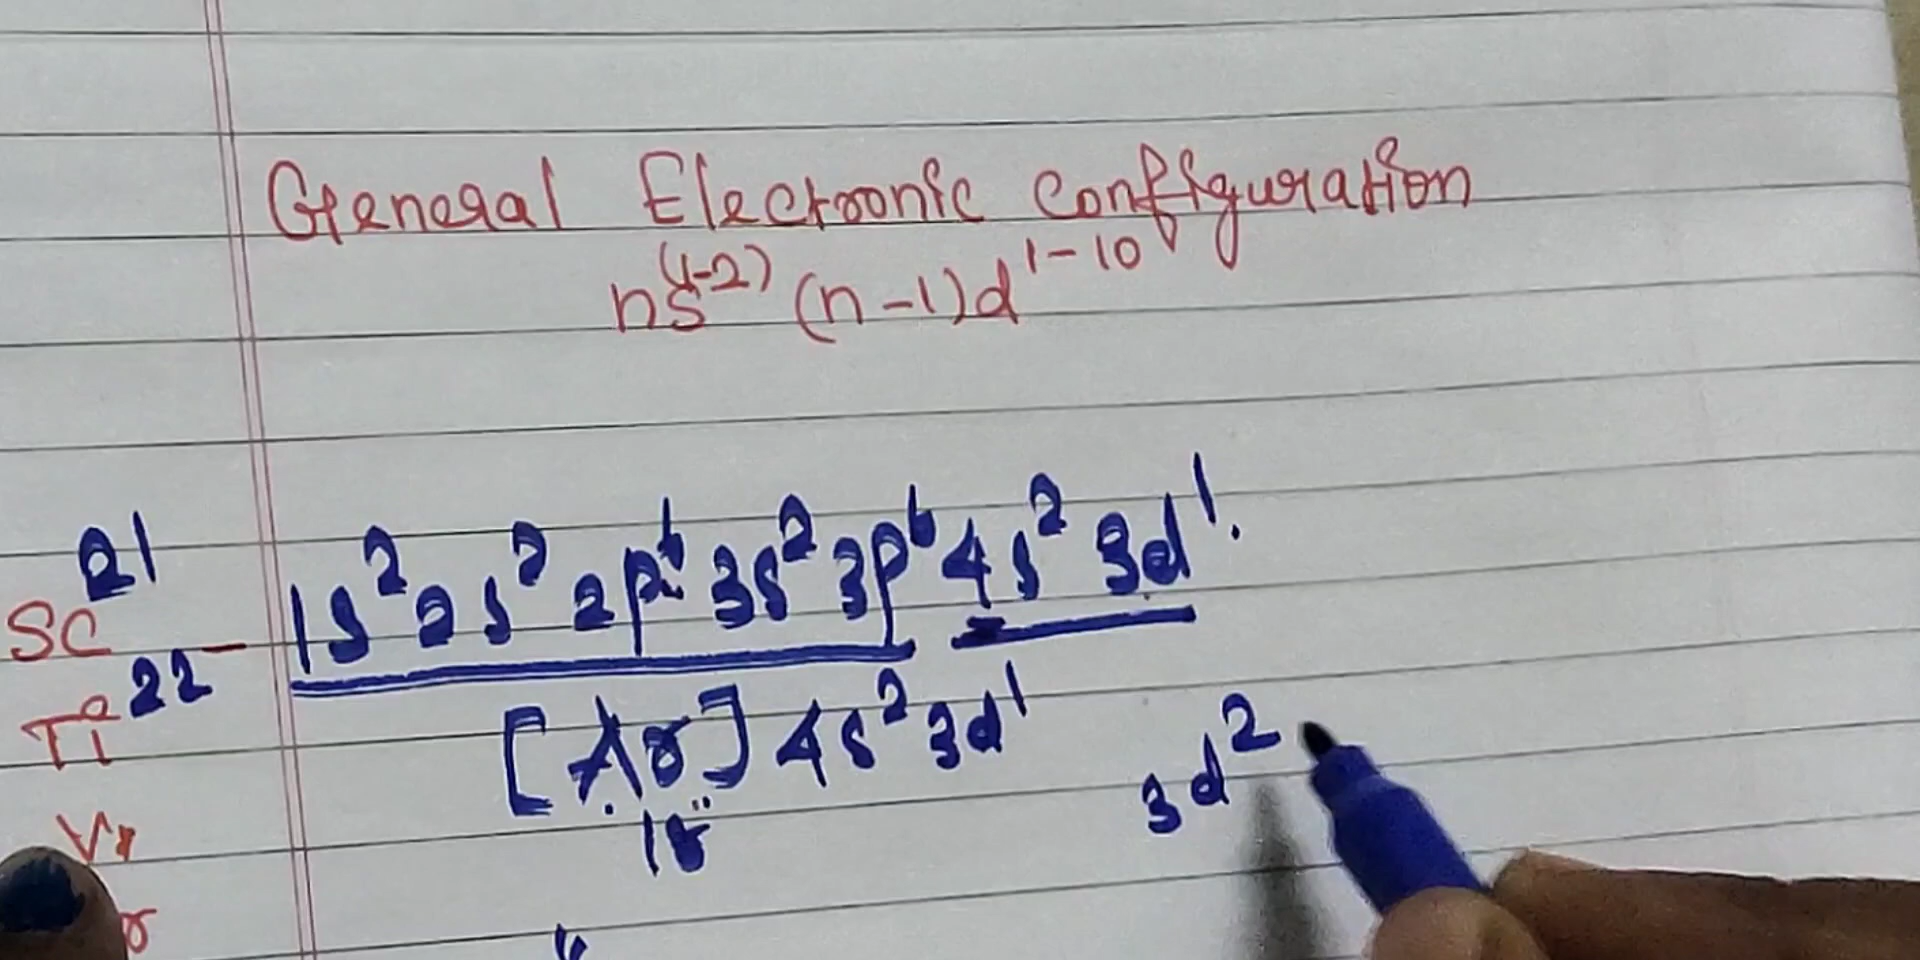 General Electronic Configuration
ns⁽¹⁻²⁾ (n-1)d¹⁻¹⁰
Sc²¹ - 1s² 2s² 2p⁶ 3s² 3p⁶ 4s² 3d¹.
Ti²² [Ar] 4s² 3d¹ 3d²
18
V
r